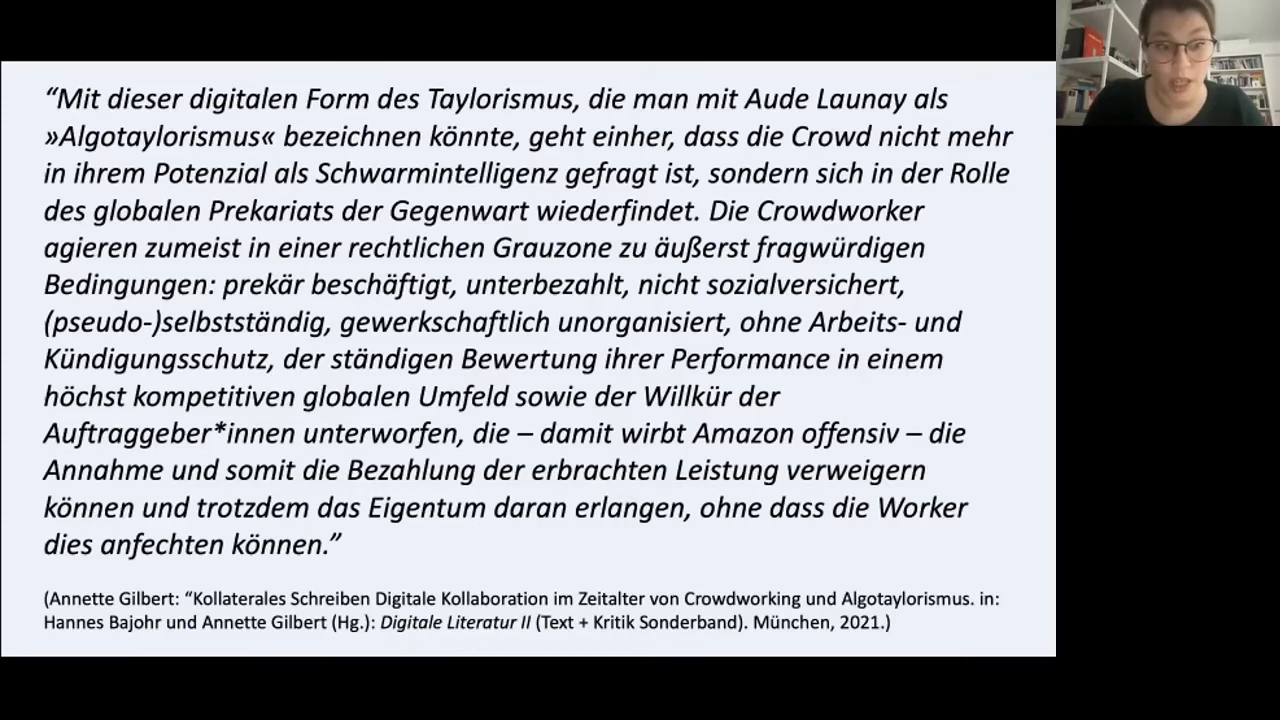 “Mit dieser digitalen Form des Taylorismus, die man mit Aude Launay als
»Algotaylorismus« bezeichnen könnte, geht einher, dass die Crowd nicht mehr
in ihrem Potenzial als Schwarmintelligenz gefragt ist, sondern sich in der Rolle
des globalen Prekariats der Gegenwart wiederfindet. Die Crowdworker
agieren zumeist in einer rechtlichen Grauzone zu äußerst fragwürdigen
Bedingungen: prekär beschäftigt, unterbezahlt, nicht sozialversichert,
(pseudo-)selbstständig, gewerkschaftlich unorganisiert, ohne Arbeits- und
Kündigungsschutz, der ständigen Bewertung ihrer Performance in einem
höchst kompetitiven globalen Umfeld sowie der Willkür der
Auftraggeber*innen unterworfen, die – damit wirbt Amazon offensiv – die
Annahme und somit die Bezahlung der erbrachten Leistung verweigern
können und trotzdem das Eigentum daran erlangen, ohne dass die Worker
dies anfechten können.”
(Annette Gilbert: “Kollaterales Schreiben Digitale Kollaboration im Zeitalter von Crowdworking und Algotaylorismus. in:
Hannes Bajohr und Annette Gilbert (Hg.): Digitale Literatur II (Text + Kritik Sonderband). München, 2021.)